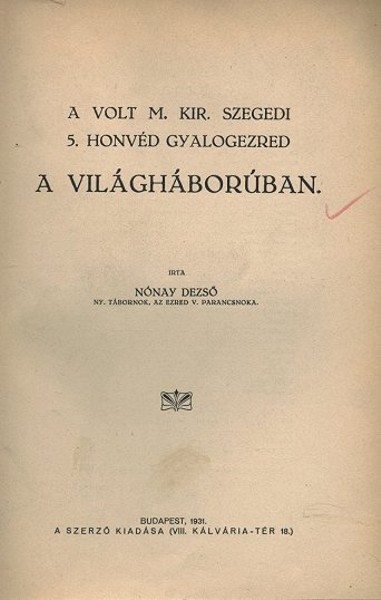 A VOLT M. KIR. SZEGEDI
5. HONVÉD GYALOGEZRED
A VILÁGHÁBORÚBAN.
IRTA
NÓNAY DEZSŐ
NY. TÁBORNOK, AZ EZRED V. PARANCSNOKA.
BUDAPEST, 1931.
A SZERZŐ KIADÁSA (VIII. KÁLVÁRIA-TÉR 18.)